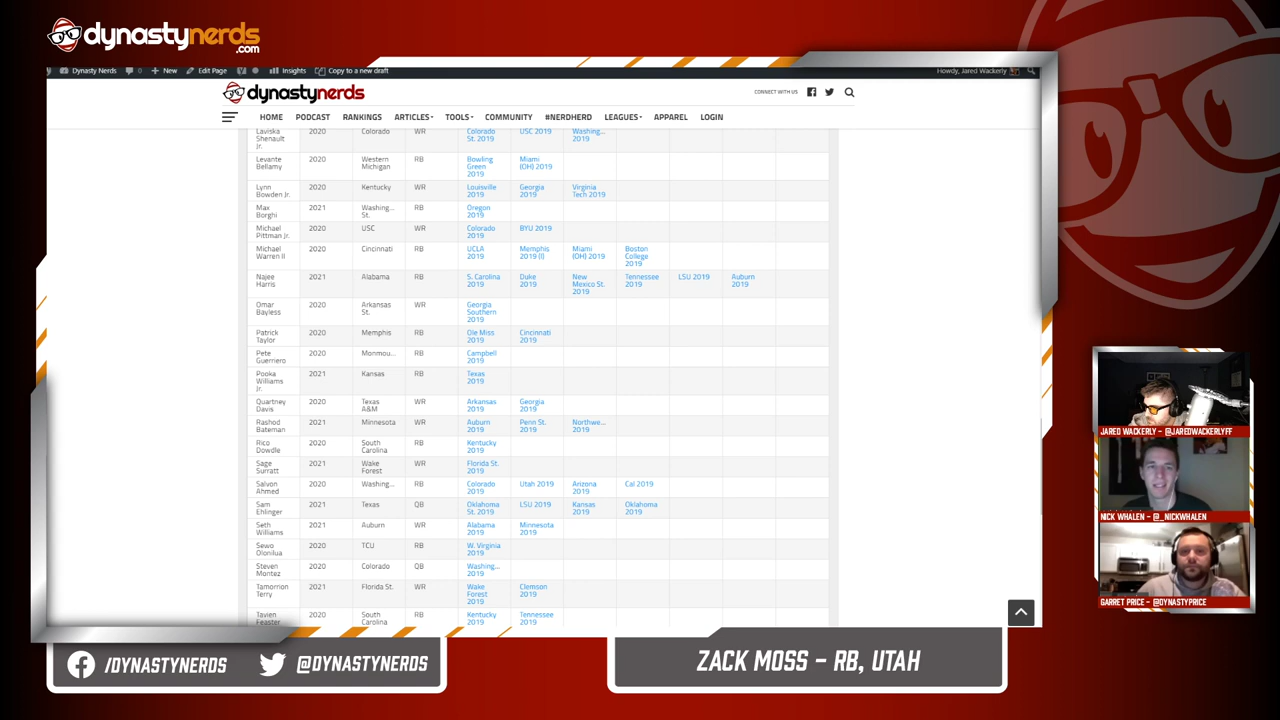 dynastynerds
.com
Dynasty Nerds 0 New Edit Page Insights Copy to a new draft Howdy, Jared Wackerly
dynastynerds CONNECT WITH US
HOME PODCAST RANKINGS ARTICLES TOOLS COMMUNITY #NERDHERD LEAGUES APPAREL LOGIN
Laviska Shenault Jr. 2020 Colorado WR Colorado St. 2019 USC 2019 Washing... 2019
Levante Bellamy 2020 Western Michigan RB Bowling Green 2019 Miami (OH) 2019
Lynn Bowden Jr. 2020 Kentucky WR Louisville 2019 Georgia 2019 Virginia Tech 2019
Max Borghi 2021 Washing... St. RB Oregon 2019
Michael Pittman Jr. 2020 USC WR Colorado 2019 BYU 2019
Michael Warren II 2020 Cincinnati RB UCLA 2019 Memphis 2019 (I) Miami (OH) 2019 Boston College 2019
Najee Harris 2021 Alabama RB S. Carolina 2019 Duke 2019 New Mexico St. 2019 Tennessee 2019 LSU 2019 Auburn 2019
Omar Bayless 2020 Arkansas St. WR Georgia Southern 2019
Patrick Taylor 2020 Memphis RB Ole Miss 2019 Cincinnati 2019
Pete Guerriero 2020 Monmou... RB Campbell 2019
Pooka Williams Jr. 2021 Kansas RB Texas 2019
Quartney Davis 2020 Texas A&M WR Arkansas 2019 Georgia 2019
Rashod Bateman 2021 Minnesota WR Auburn 2019 Penn St. 2019 Northwe... 2019
Rico Dowdle 2020 South Carolina RB Kentucky 2019
Sage Surratt 2021 Wake Forest WR Florida St. 2019
Salvon Ahmed 2020 Washing... RB Colorado 2019 Utah 2019 Arizona 2019 Cal 2019
Sam Ehlinger 2021 Texas QB Oklahoma St. 2019 LSU 2019 Kansas 2019 Oklahoma 2019
Seth Williams 2021 Auburn WR Alabama 2019 Minnesota 2019
Sewo Olonilua 2020 TCU RB W. Virginia 2019
Steven Montez 2020 Colorado QB Washing... 2019
Tamorrion Terry 2021 Florida St. WR Wake Forest 2019 Clemson 2019
Tavien Feaster 2020 South Carolina RB Kentucky 2019 Tennessee 2019
JARED WACKERLY – @JAREDWACKERLYFF
NICK WHALEN – @_NICKWHALEN
GARRET PRICE – @DYNASTYPRICE
/DYNASTYNERDS @DYNASTYNERDS
ZACK MOSS – RB, UTAH